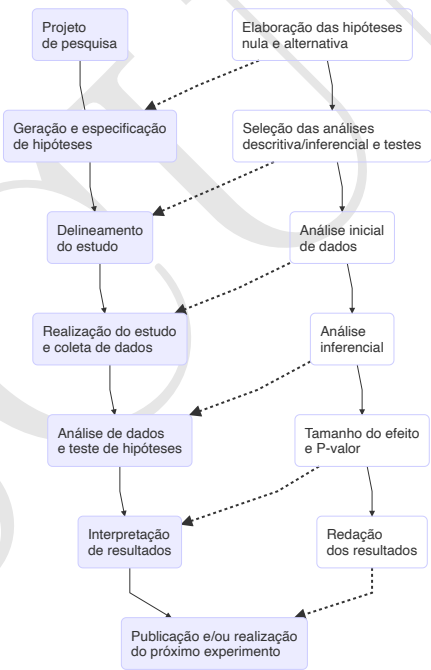 Projeto
de pesquisa
Elaboração das hipóteses
nula e alternativa
Geração e especificação
de hipóteses
Seleção das análises
descritiva/inferencial e testes
Delineamento
do estudo
Análise inicial
de dados
Realização do estudo
e coleta de dados
Análise
inferencial
Análise de dados
e teste de hipóteses
Tamanho do efeito
e P-valor
Interpretação
de resultados
Redação
dos resultados
Publicação e/ou realização
do próximo experimento